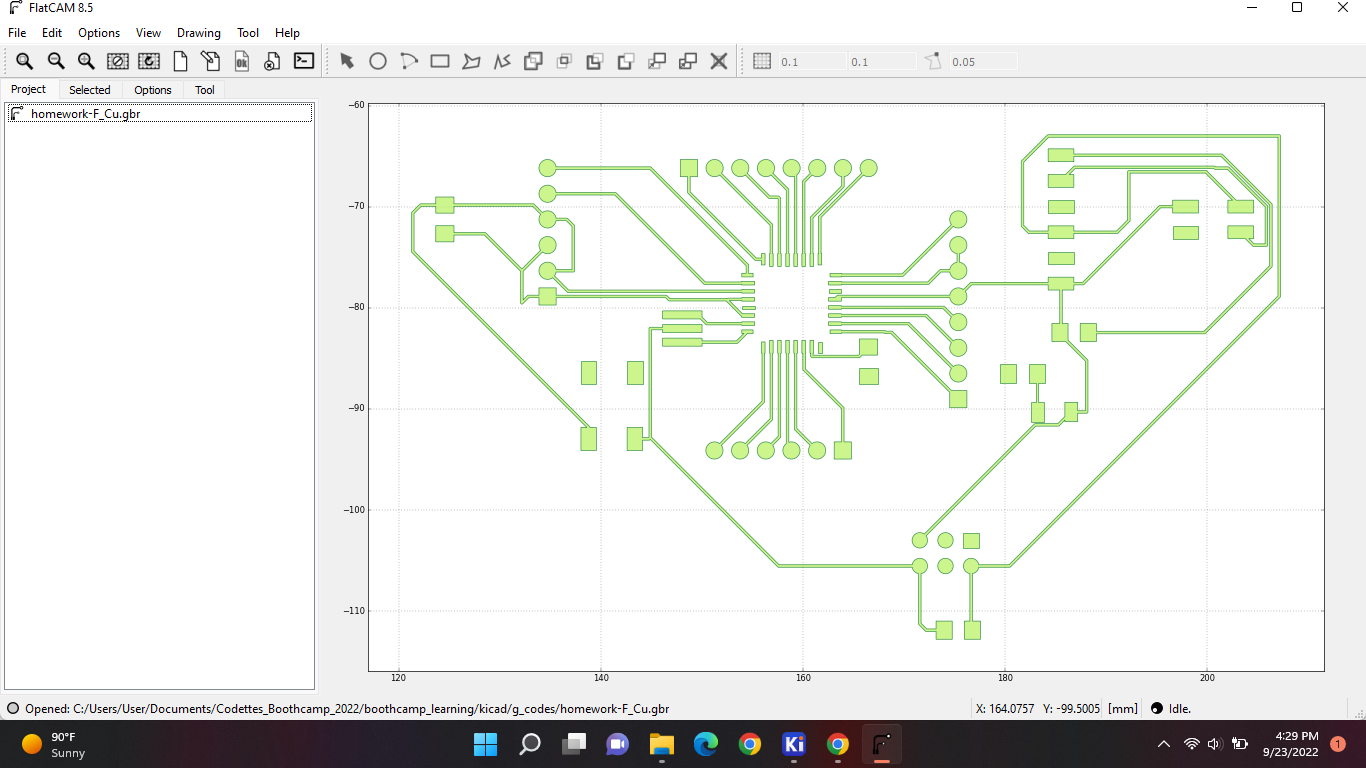 FlatCAM 8.5
File Edit Options View Drawing Tool Help
Ok 0.1 0.1 0.05
Project Selected Options Tool
homework-F_Cu.gbr
−60
−70
−80
−90
−100
−110
120 140 160 180 200
Opened: C:/Users/User/Documents/Codettes_Boothcamp_2022/boothcamp_learning/kicad/g_codes/homework-F_Cu.gbr X: 164.0757 Y: -99.5005 [mm] Idle.
90°F
Sunny
Ki
4:29 PM
9/23/2022
1